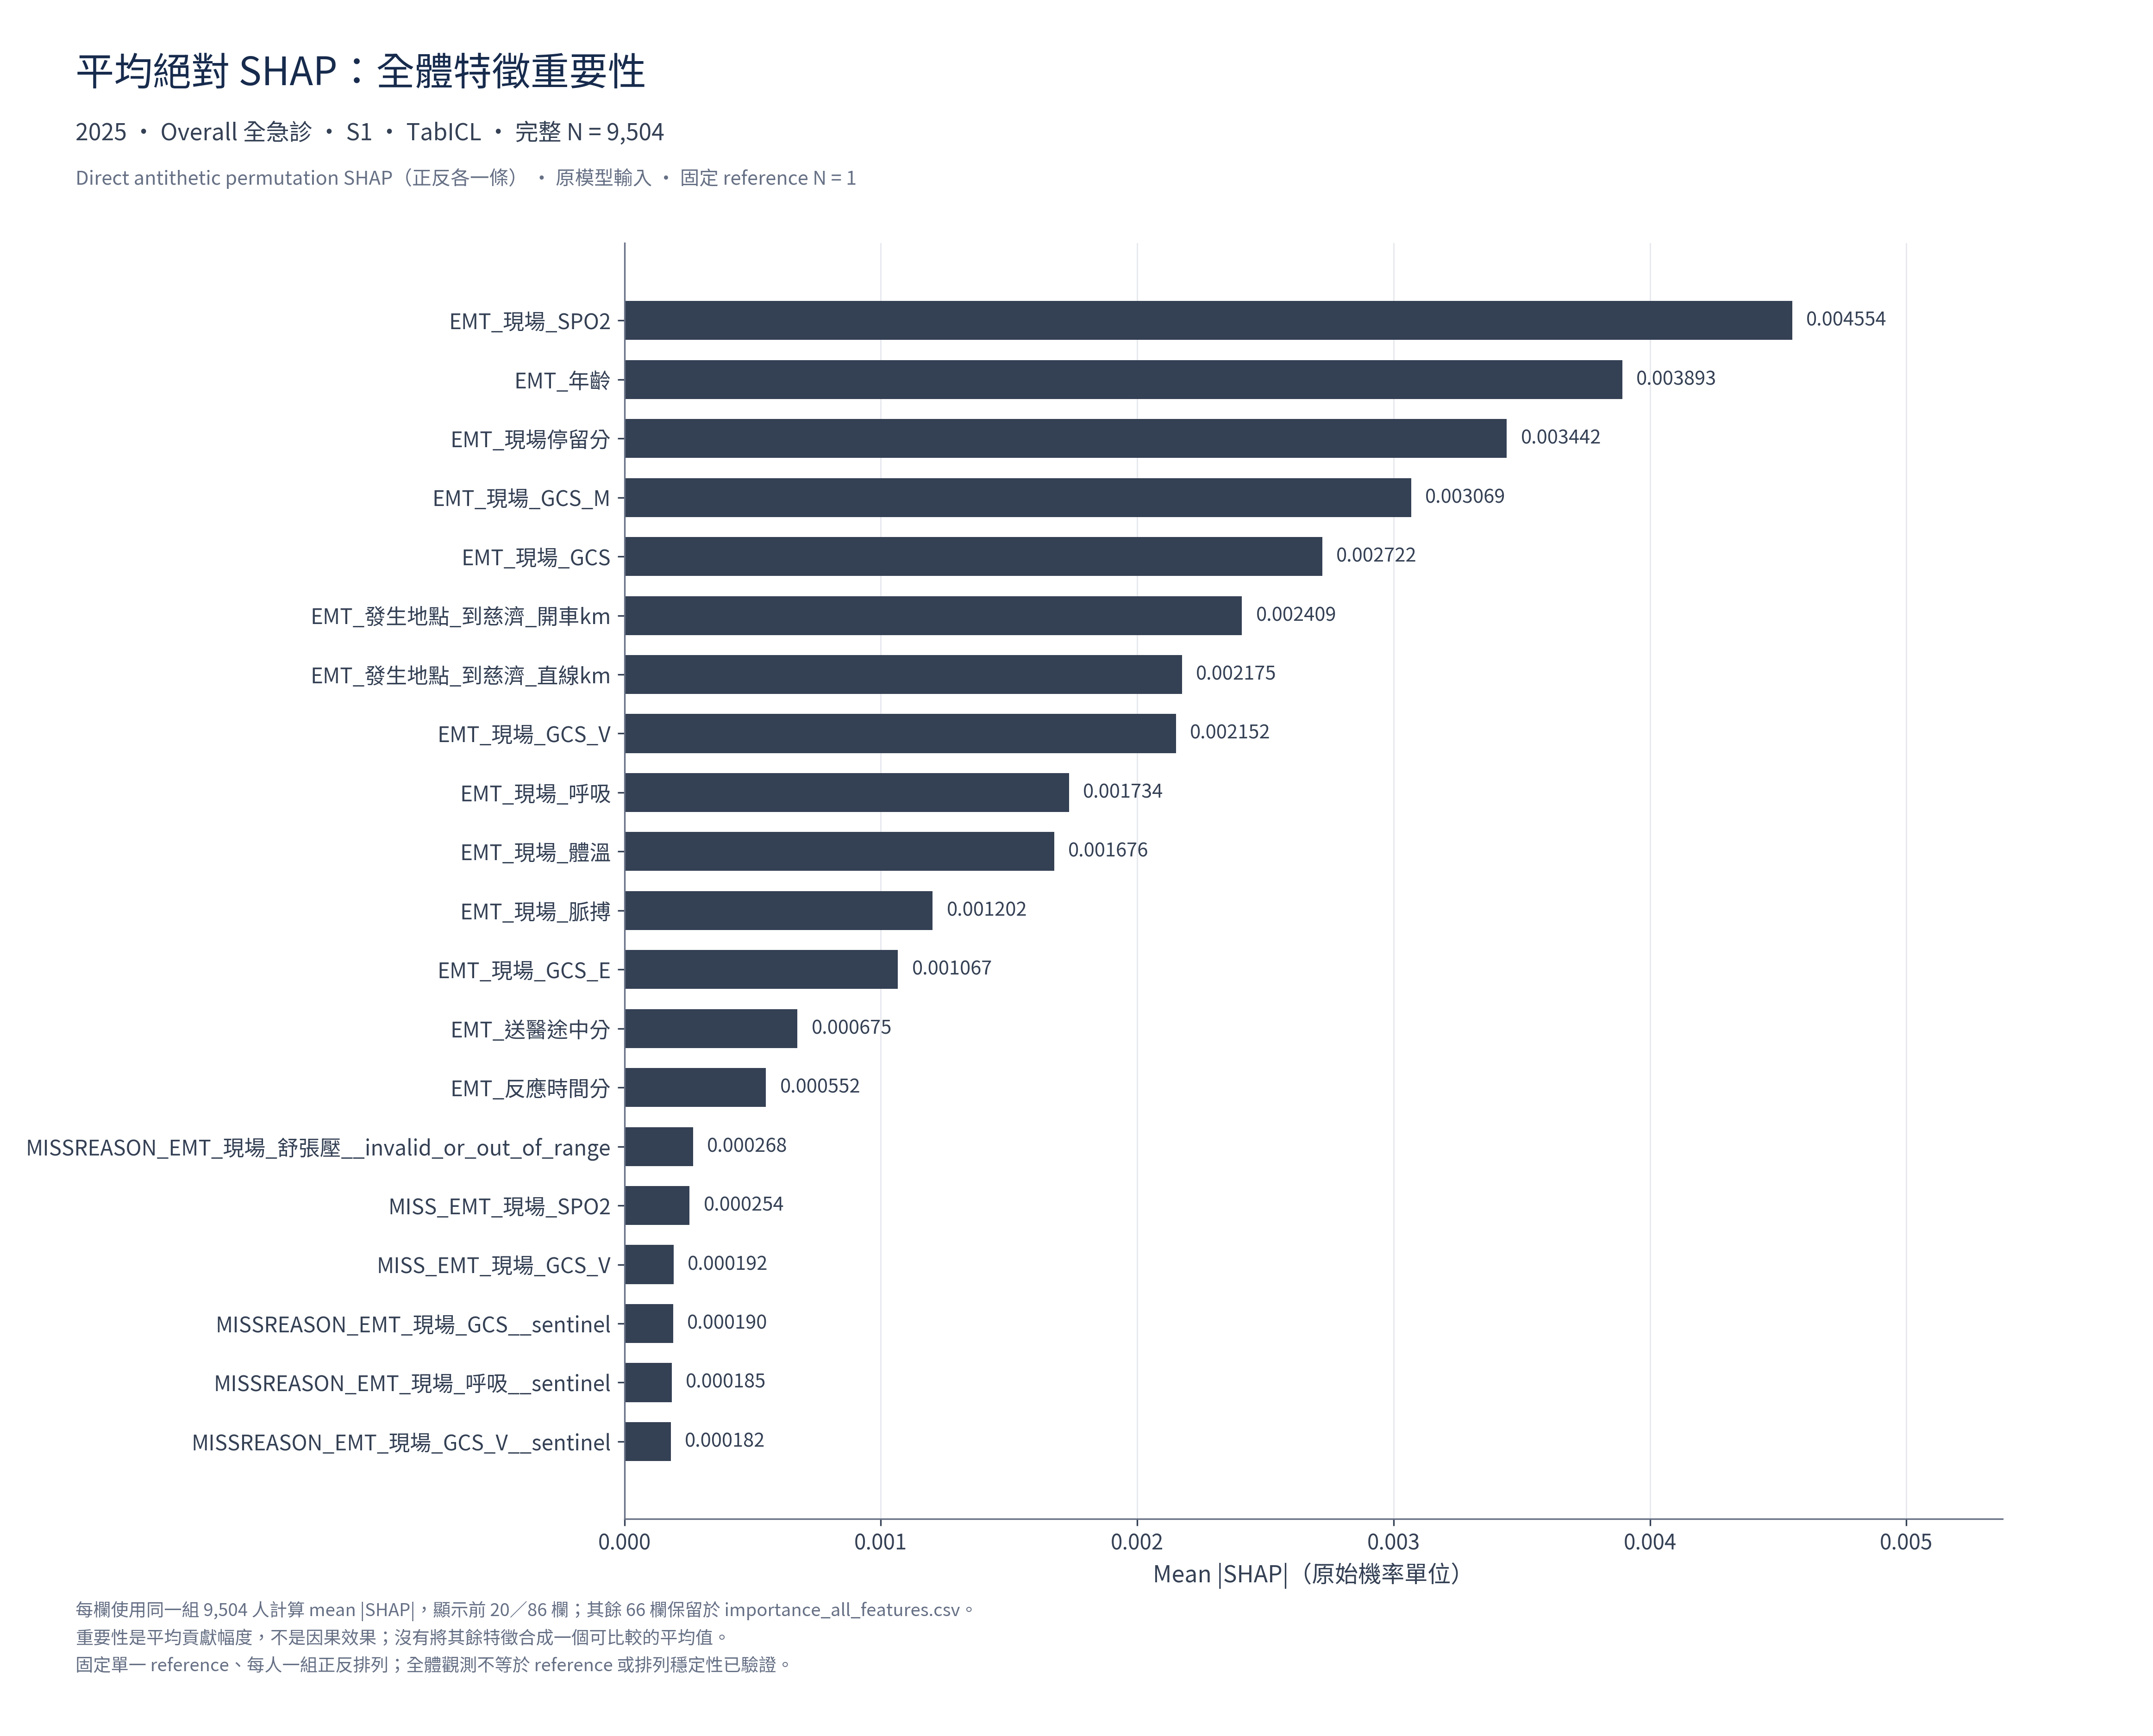 平均絕對 SHAP：全體特徵重要性
2025 • Overall 全急診 • S1 • TabICL • 完整 N = 9,504
Direct antithetic permutation SHAP（正反各一條） • 原模型輸入 • 固定 reference N = 1
EMT_現場_SPO2 0.004554
EMT_年齡 0.003893
EMT_現場停留分 0.003442
EMT_現場_GCS_M 0.003069
EMT_現場_GCS 0.002722
EMT_發生地點_到慈濟_開車km 0.002409
EMT_發生地點_到慈濟_直線km 0.002175
EMT_現場_GCS_V 0.002152
EMT_現場_呼吸 0.001734
EMT_現場_體溫 0.001676
EMT_現場_脈搏 0.001202
EMT_現場_GCS_E 0.001067
EMT_送醫途中分 0.000675
EMT_反應時間分 0.000552
MISSREASON_EMT_現場_舒張壓__invalid_or_out_of_range 0.000268
MISS_EMT_現場_SPO2 0.000254
MISS_EMT_現場_GCS_V 0.000192
MISSREASON_EMT_現場_GCS__sentinel 0.000190
MISSREASON_EMT_現場_呼吸__sentinel 0.000185
MISSREASON_EMT_現場_GCS_V__sentinel 0.000182
0.000 0.001 0.002 0.003 0.004 0.005
Mean |SHAP|（原始機率單位）
每欄使用同一組 9,504 人計算 mean |SHAP|，顯示前 20／86 欄；其餘 66 欄保留於 importance_all_features.csv。
重要性是平均貢獻幅度，不是因果效果；沒有將其餘特徵合成一個可比較的平均值。
固定單一 reference、每人一組正反排列；全體觀測不等於 reference 或排列穩定性已驗證。